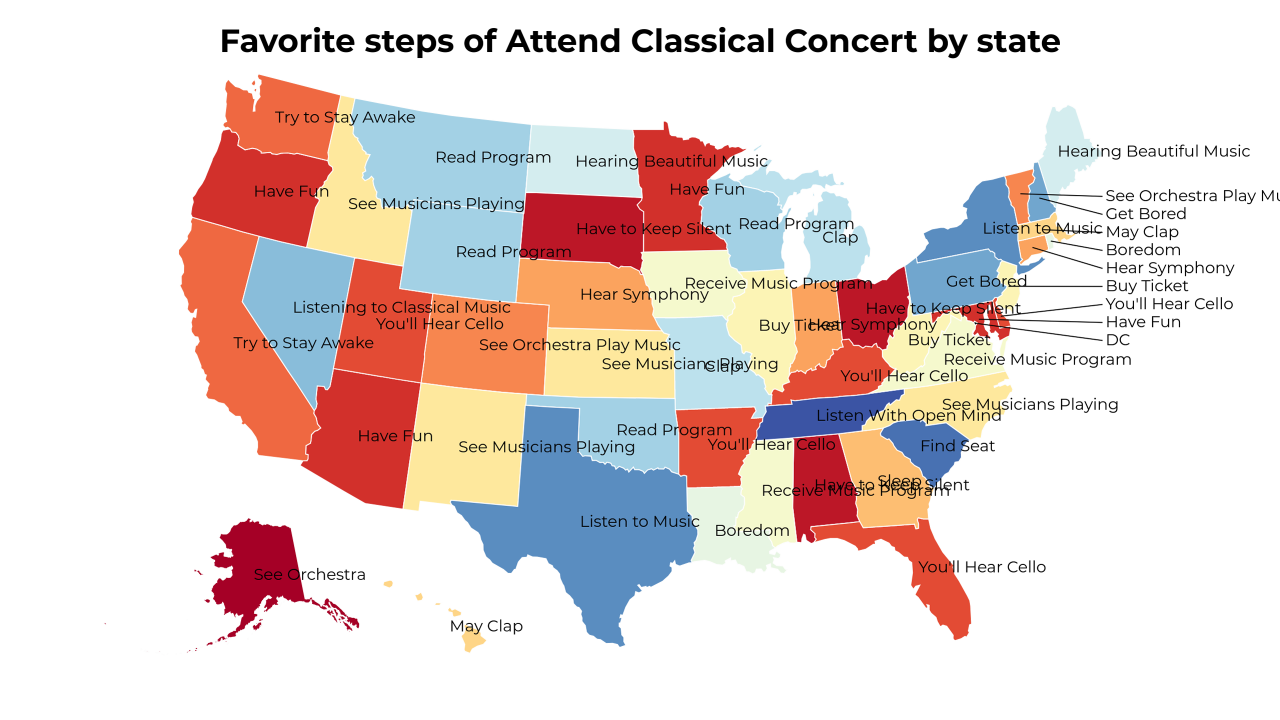 Favorite steps of Attend Classical Concert by state
Try to Stay Awake
Hearing Beautiful Music
Read Program
Hearing Beautiful Music
Have Fun
Have Fun
See Musicians Playing
See Orchestra Play Mu
Get Bored
Read Program
Have to Keep Silent
Listen to Music
May Clap
Clap
Boredom
Read Program
Hear Symphony
Get Bored
Receive Music Program
Buy Ticket
Hear Symphony
You'll Hear Cello
Listening to Classical Music
Have to Keep Silent
You'll Hear Cello
Buy Ticket
Hear Symphony
Have Fun
Try to Stay Awake
See Orchestra Play Music
Buy Ticket
DC
See Musicians Playing
Clap
Receive Music Program
You'll Hear Cello
See Musicians Playing
Listen With Open Mind
Have Fun
Read Program
See Musicians Playing
You'll Hear Cello
Find Seat
Sleep
Have to Keep Silent
Receive Music Program
Listen to Music
Boredom
See Orchestra
You'll Hear Cello
May Clap